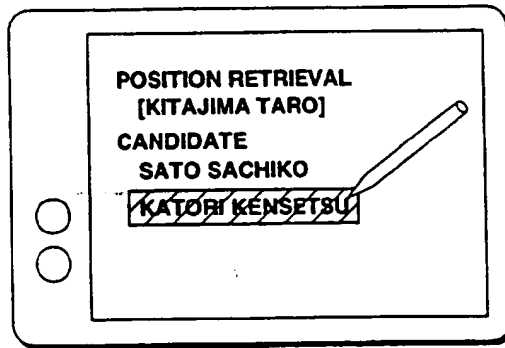 POSITION RETRIEVAL
[KITAJIMA TARO]
CANDIDATE
SATO SACHIKO
KATORI KENSETSU